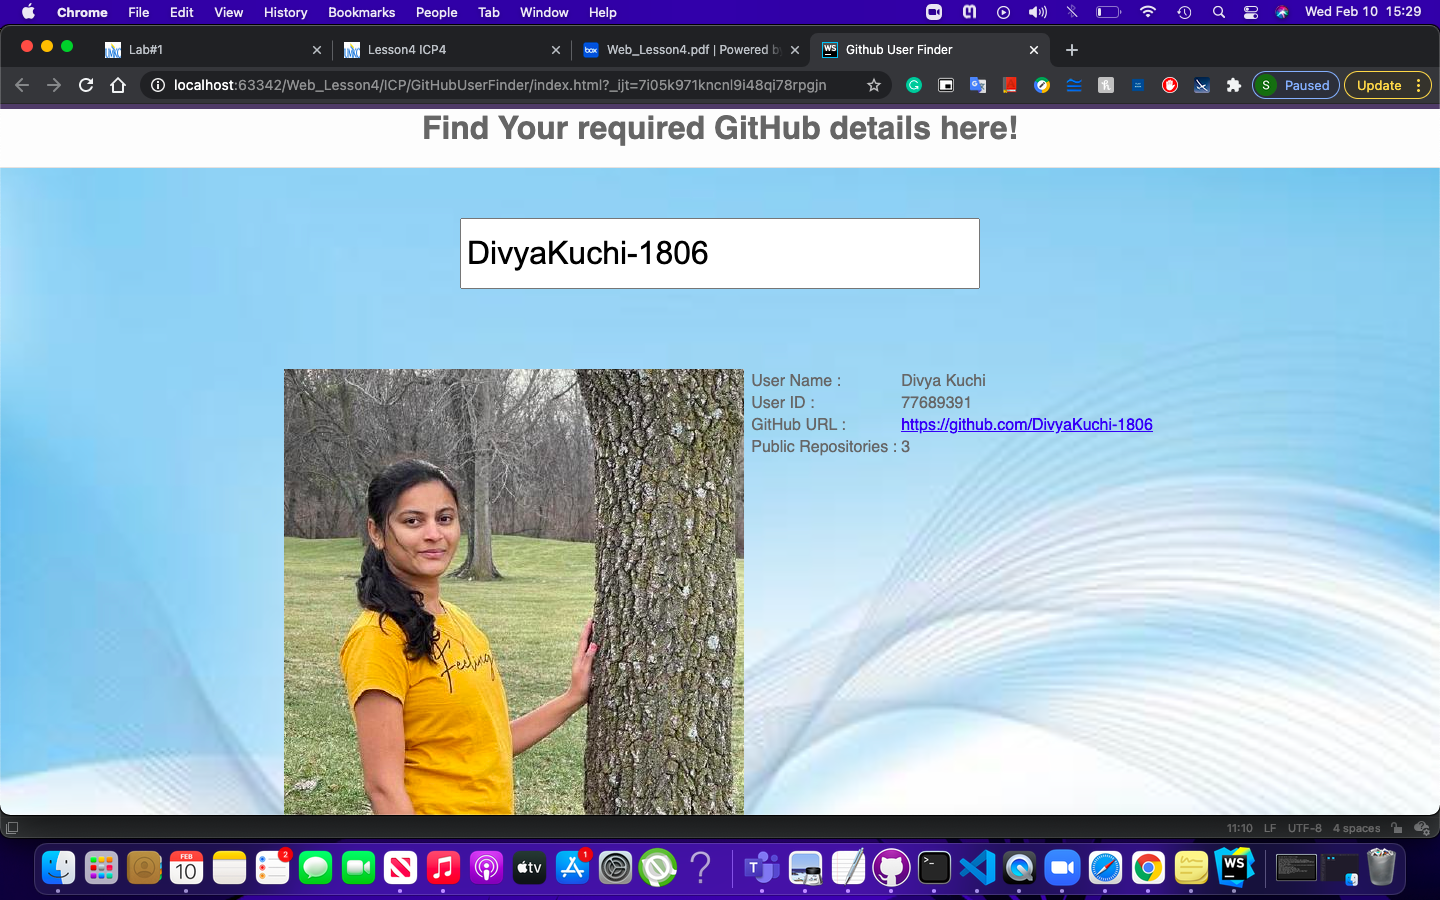 Chrome File Edit View History Bookmarks People Tab Window Help Wed Feb 10 15:29
Lab#1 Lesson4 ICP4 Web_Lesson4.pdf | Powered b Github User Finder
localhost:63342/Web_Lesson4/ICP/GitHubUserFinder/index.html?_ijt=7i05k971kncnl9i48qi78rpgjn S Paused Update
Find Your required GitHub details here!
DivyaKuchi-1806
User Name : Divya Kuchi
User ID : 77689391
GitHub URL : https://github.com/DivyaKuchi-1806
Public Repositories : 3
Feeling
11:10 LF UTF-8 4 spaces
FEB
10
2
tv
1
WS